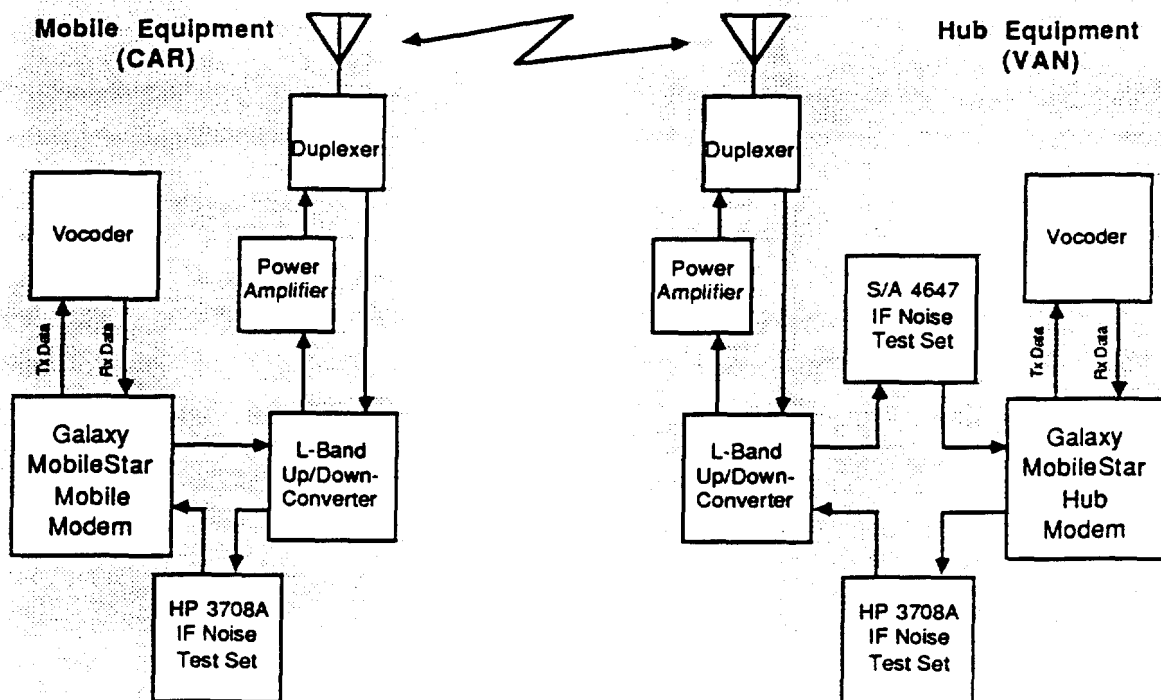 Mobile Equipment
(CAR)
Hub Equipment
(VAN)
Duplexer
Duplexer
Vocoder
Vocoder
Power
Amplifier
Power
Amplifier
S/A 4647
IF Noise
Test Set
Tx Data
Rx Data
Tx Data
Rx Data
Galaxy
MobileStar
Mobile
Modem
L-Band
Up/Down-
Converter
L-Band
Up/Down-
Converter
Galaxy
MobileStar
Hub
Modem
HP 3708A
IF Noise
Test Set
HP 3708A
IF Noise
Test Set